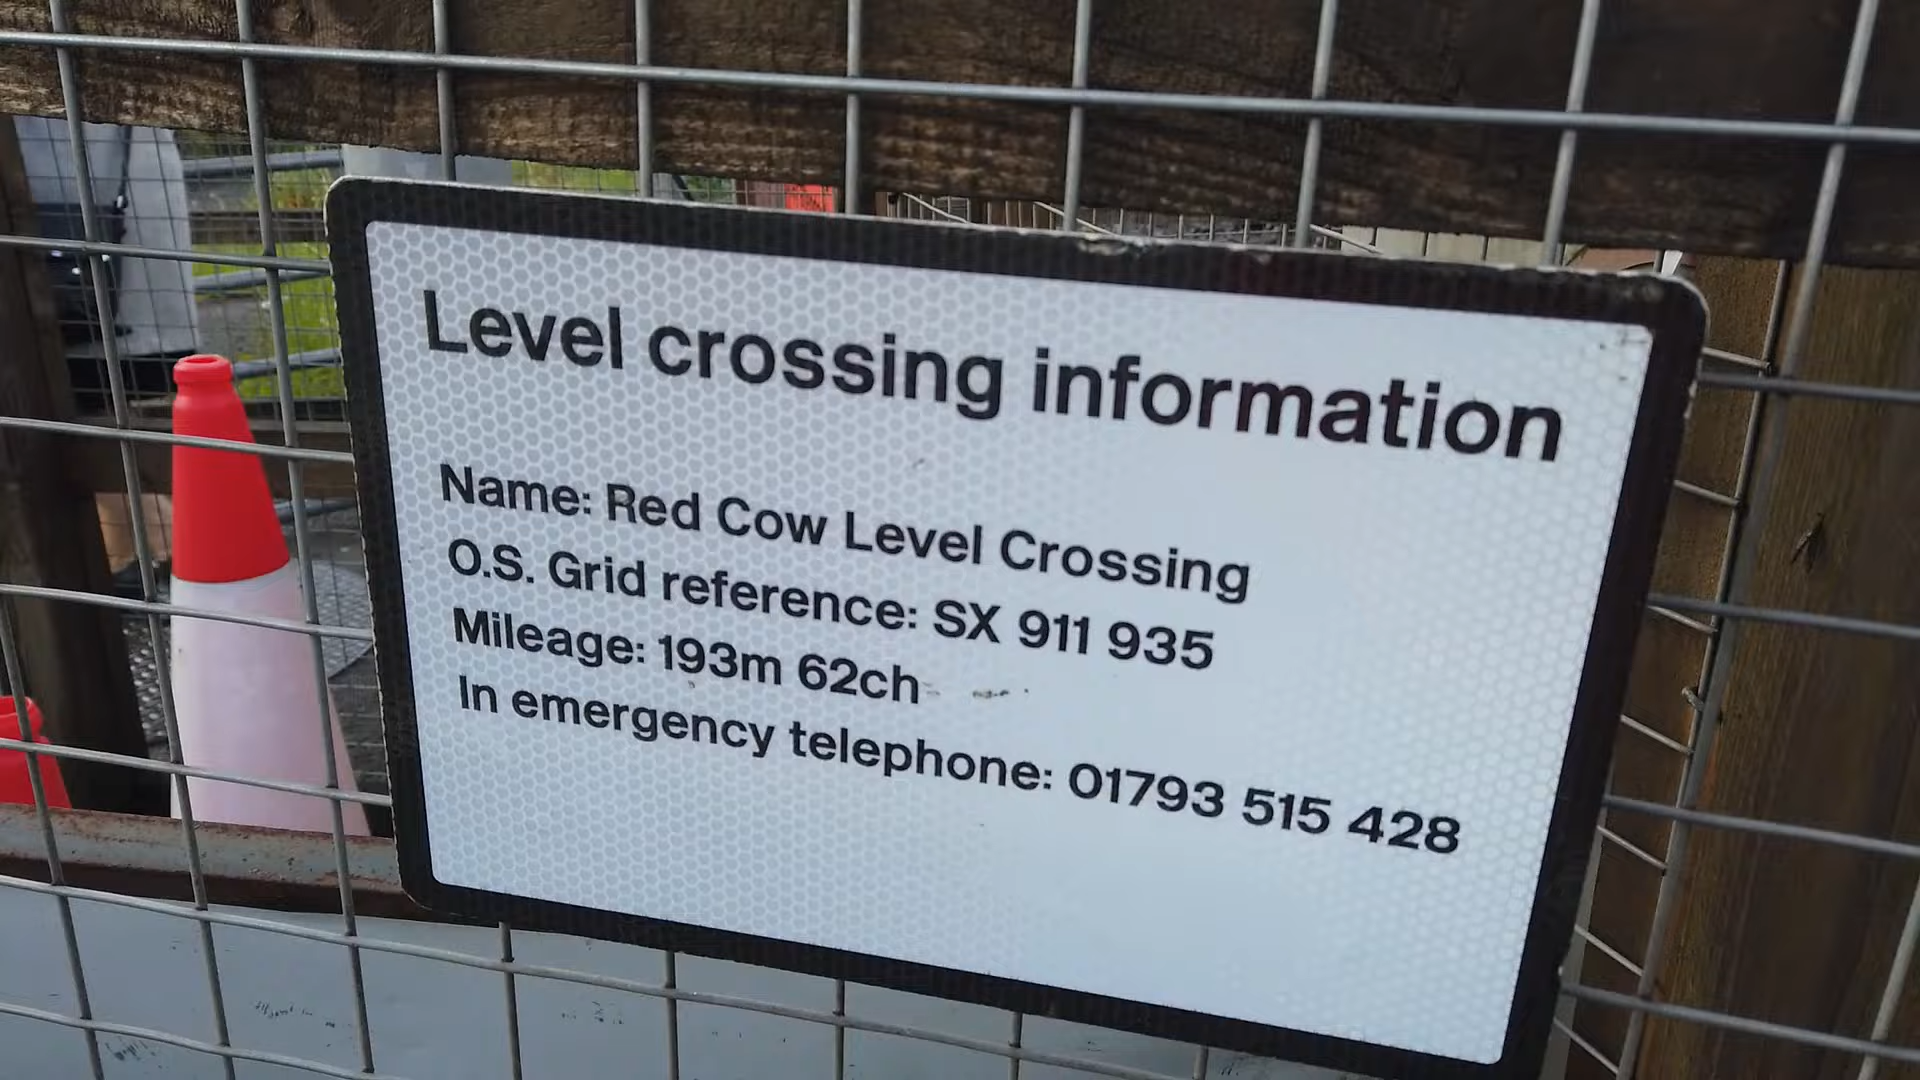 Level crossing information
Name: Red Cow Level Crossing
O.S. Grid reference: SX 911 935
Mileage: 193m 62ch
In emergency telephone: 01793 515 428